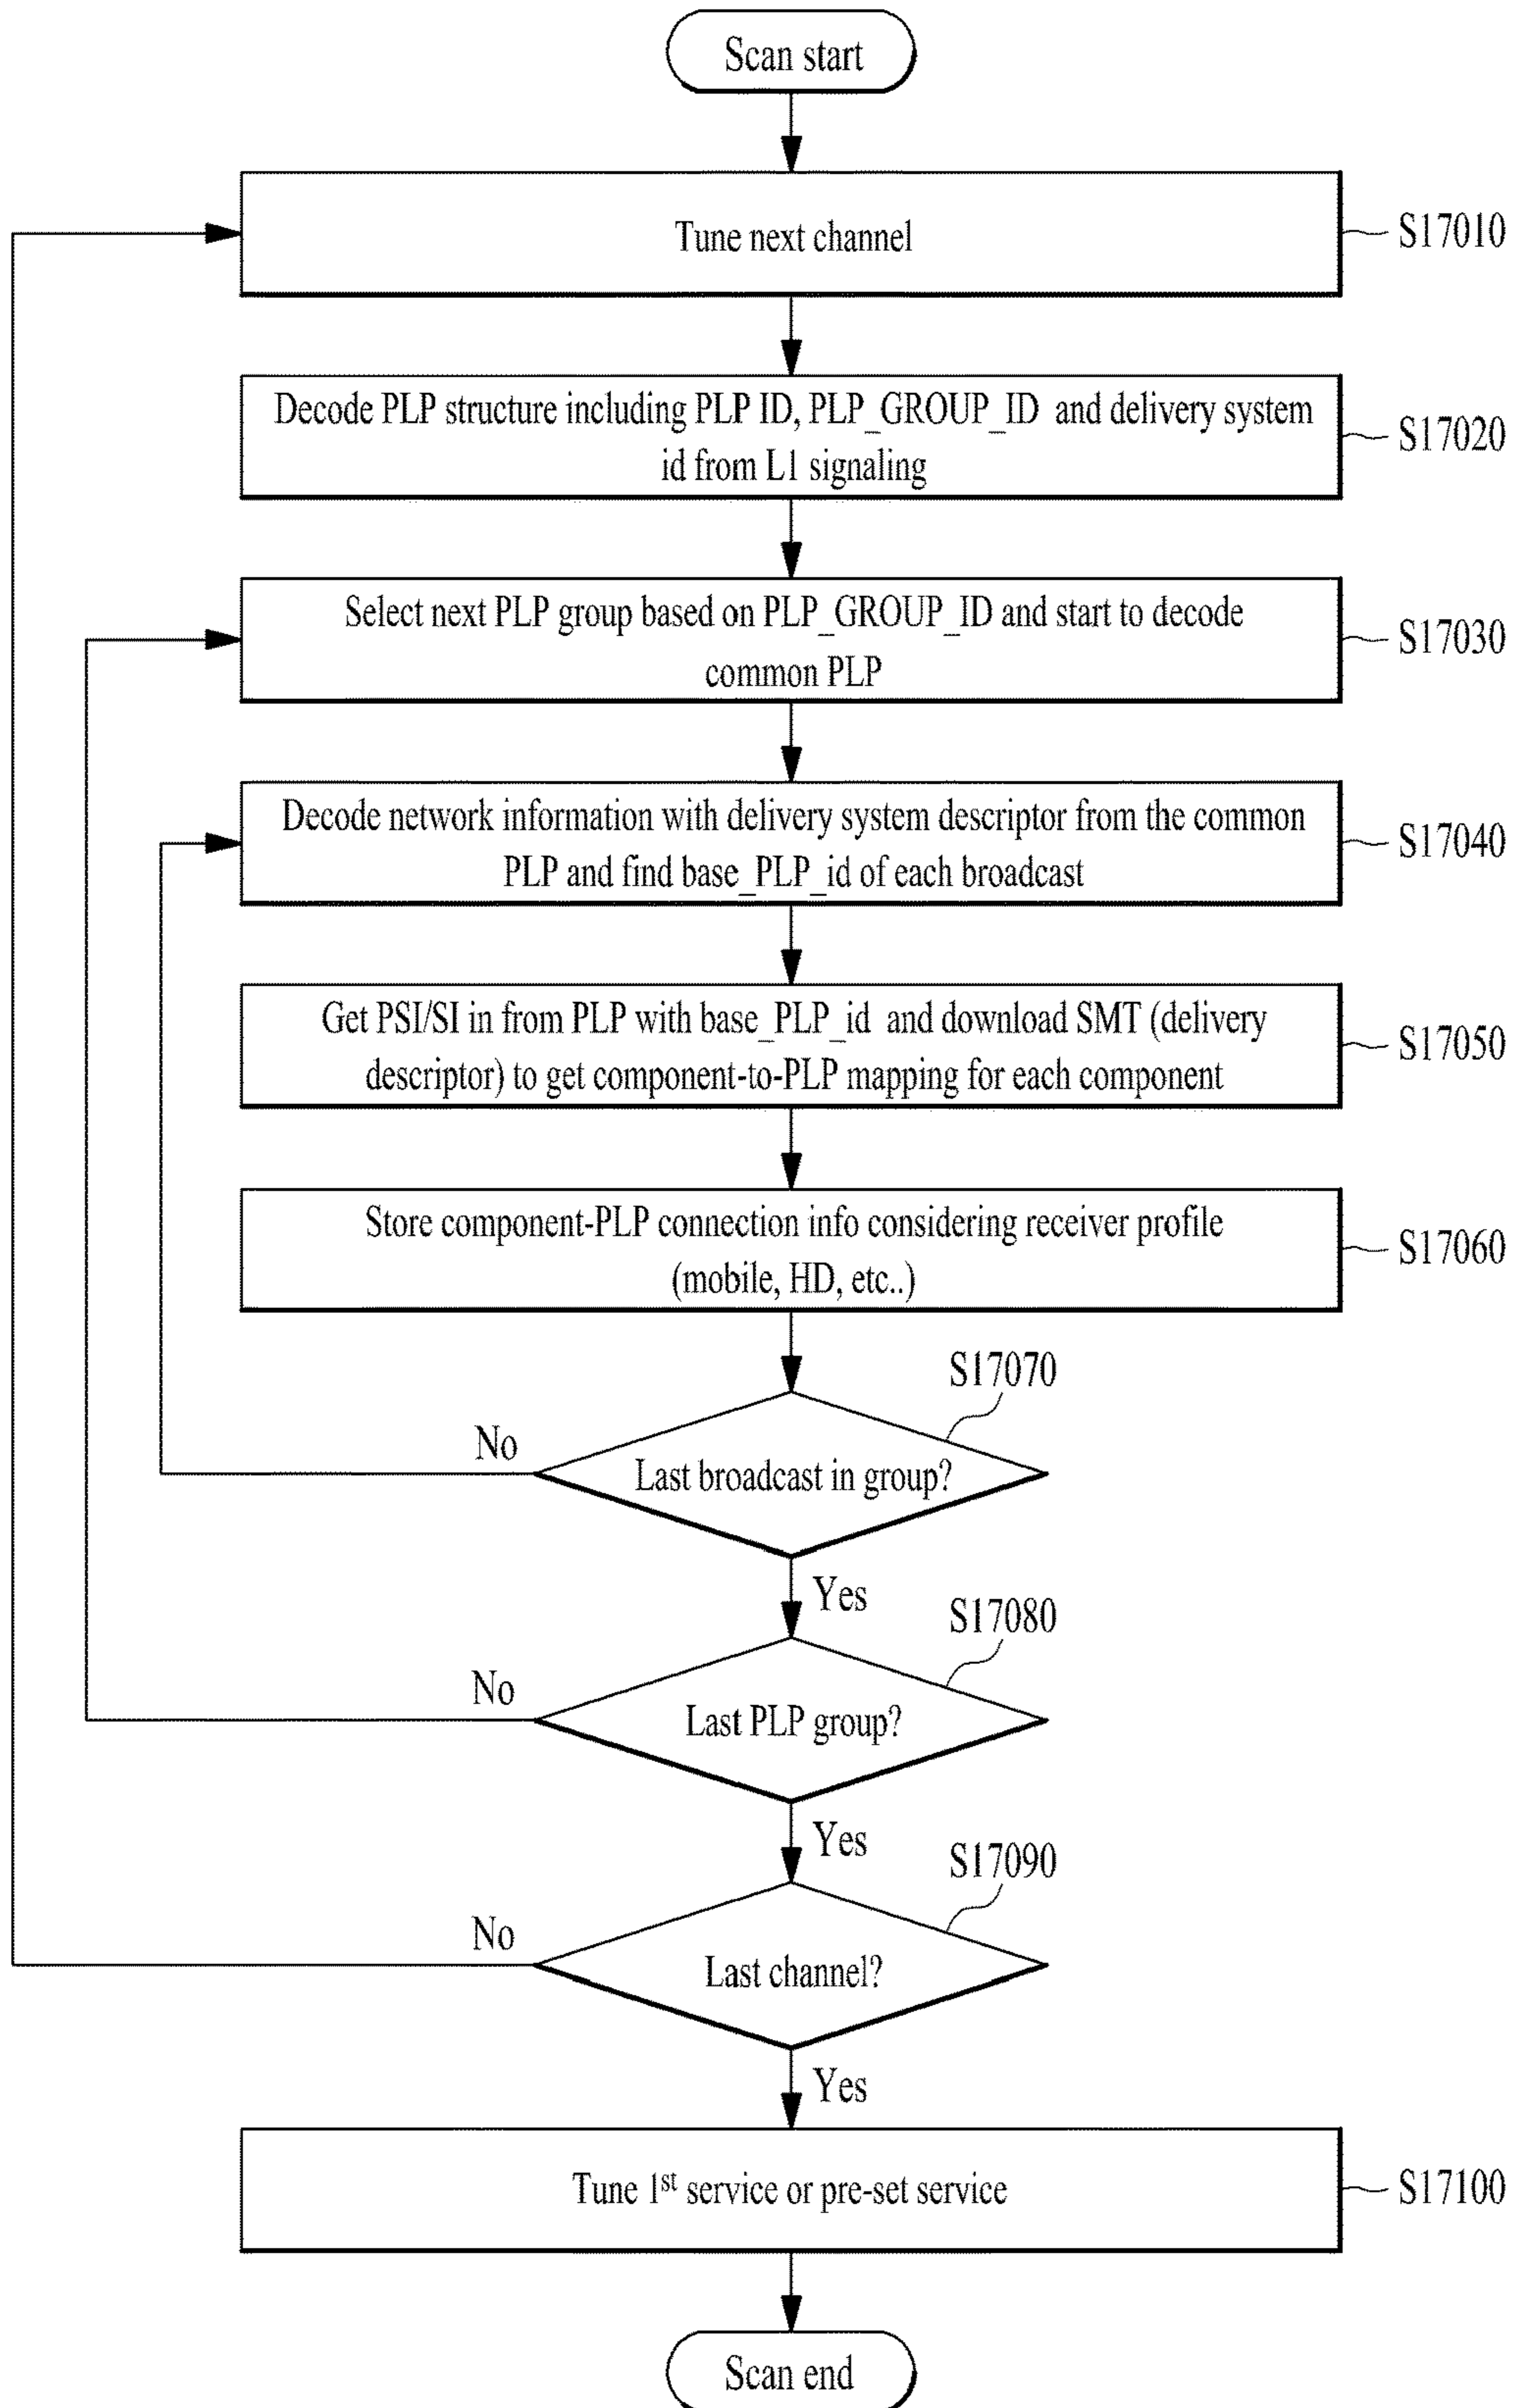 Scan start
Tune next channel
S17010
Decode PLP structure including PLP ID, PLP_GROUP_ID and delivery system
id from L1 signaling
S17020
Select next PLP group based on PLP_GROUP_ID and start to decode
common PLP
S17030
Decode network information with delivery system descriptor from the common
PLP and find base_PLP_id of each broadcast
S17040
Get PSI/SI in from PLP with base_PLP_id and download SMT (delivery
descriptor) to get component-to-PLP mapping for each component
S17050
Store component-PLP connection info considering receiver profile
(mobile, HD, etc..)
S17060
S17070
No
Last broadcast in group?
Yes
S17080
No
Last PLP group?
Yes
S17090
No
Last channel?
Yes
Tune 1st service or pre-set service
S17100
Scan end